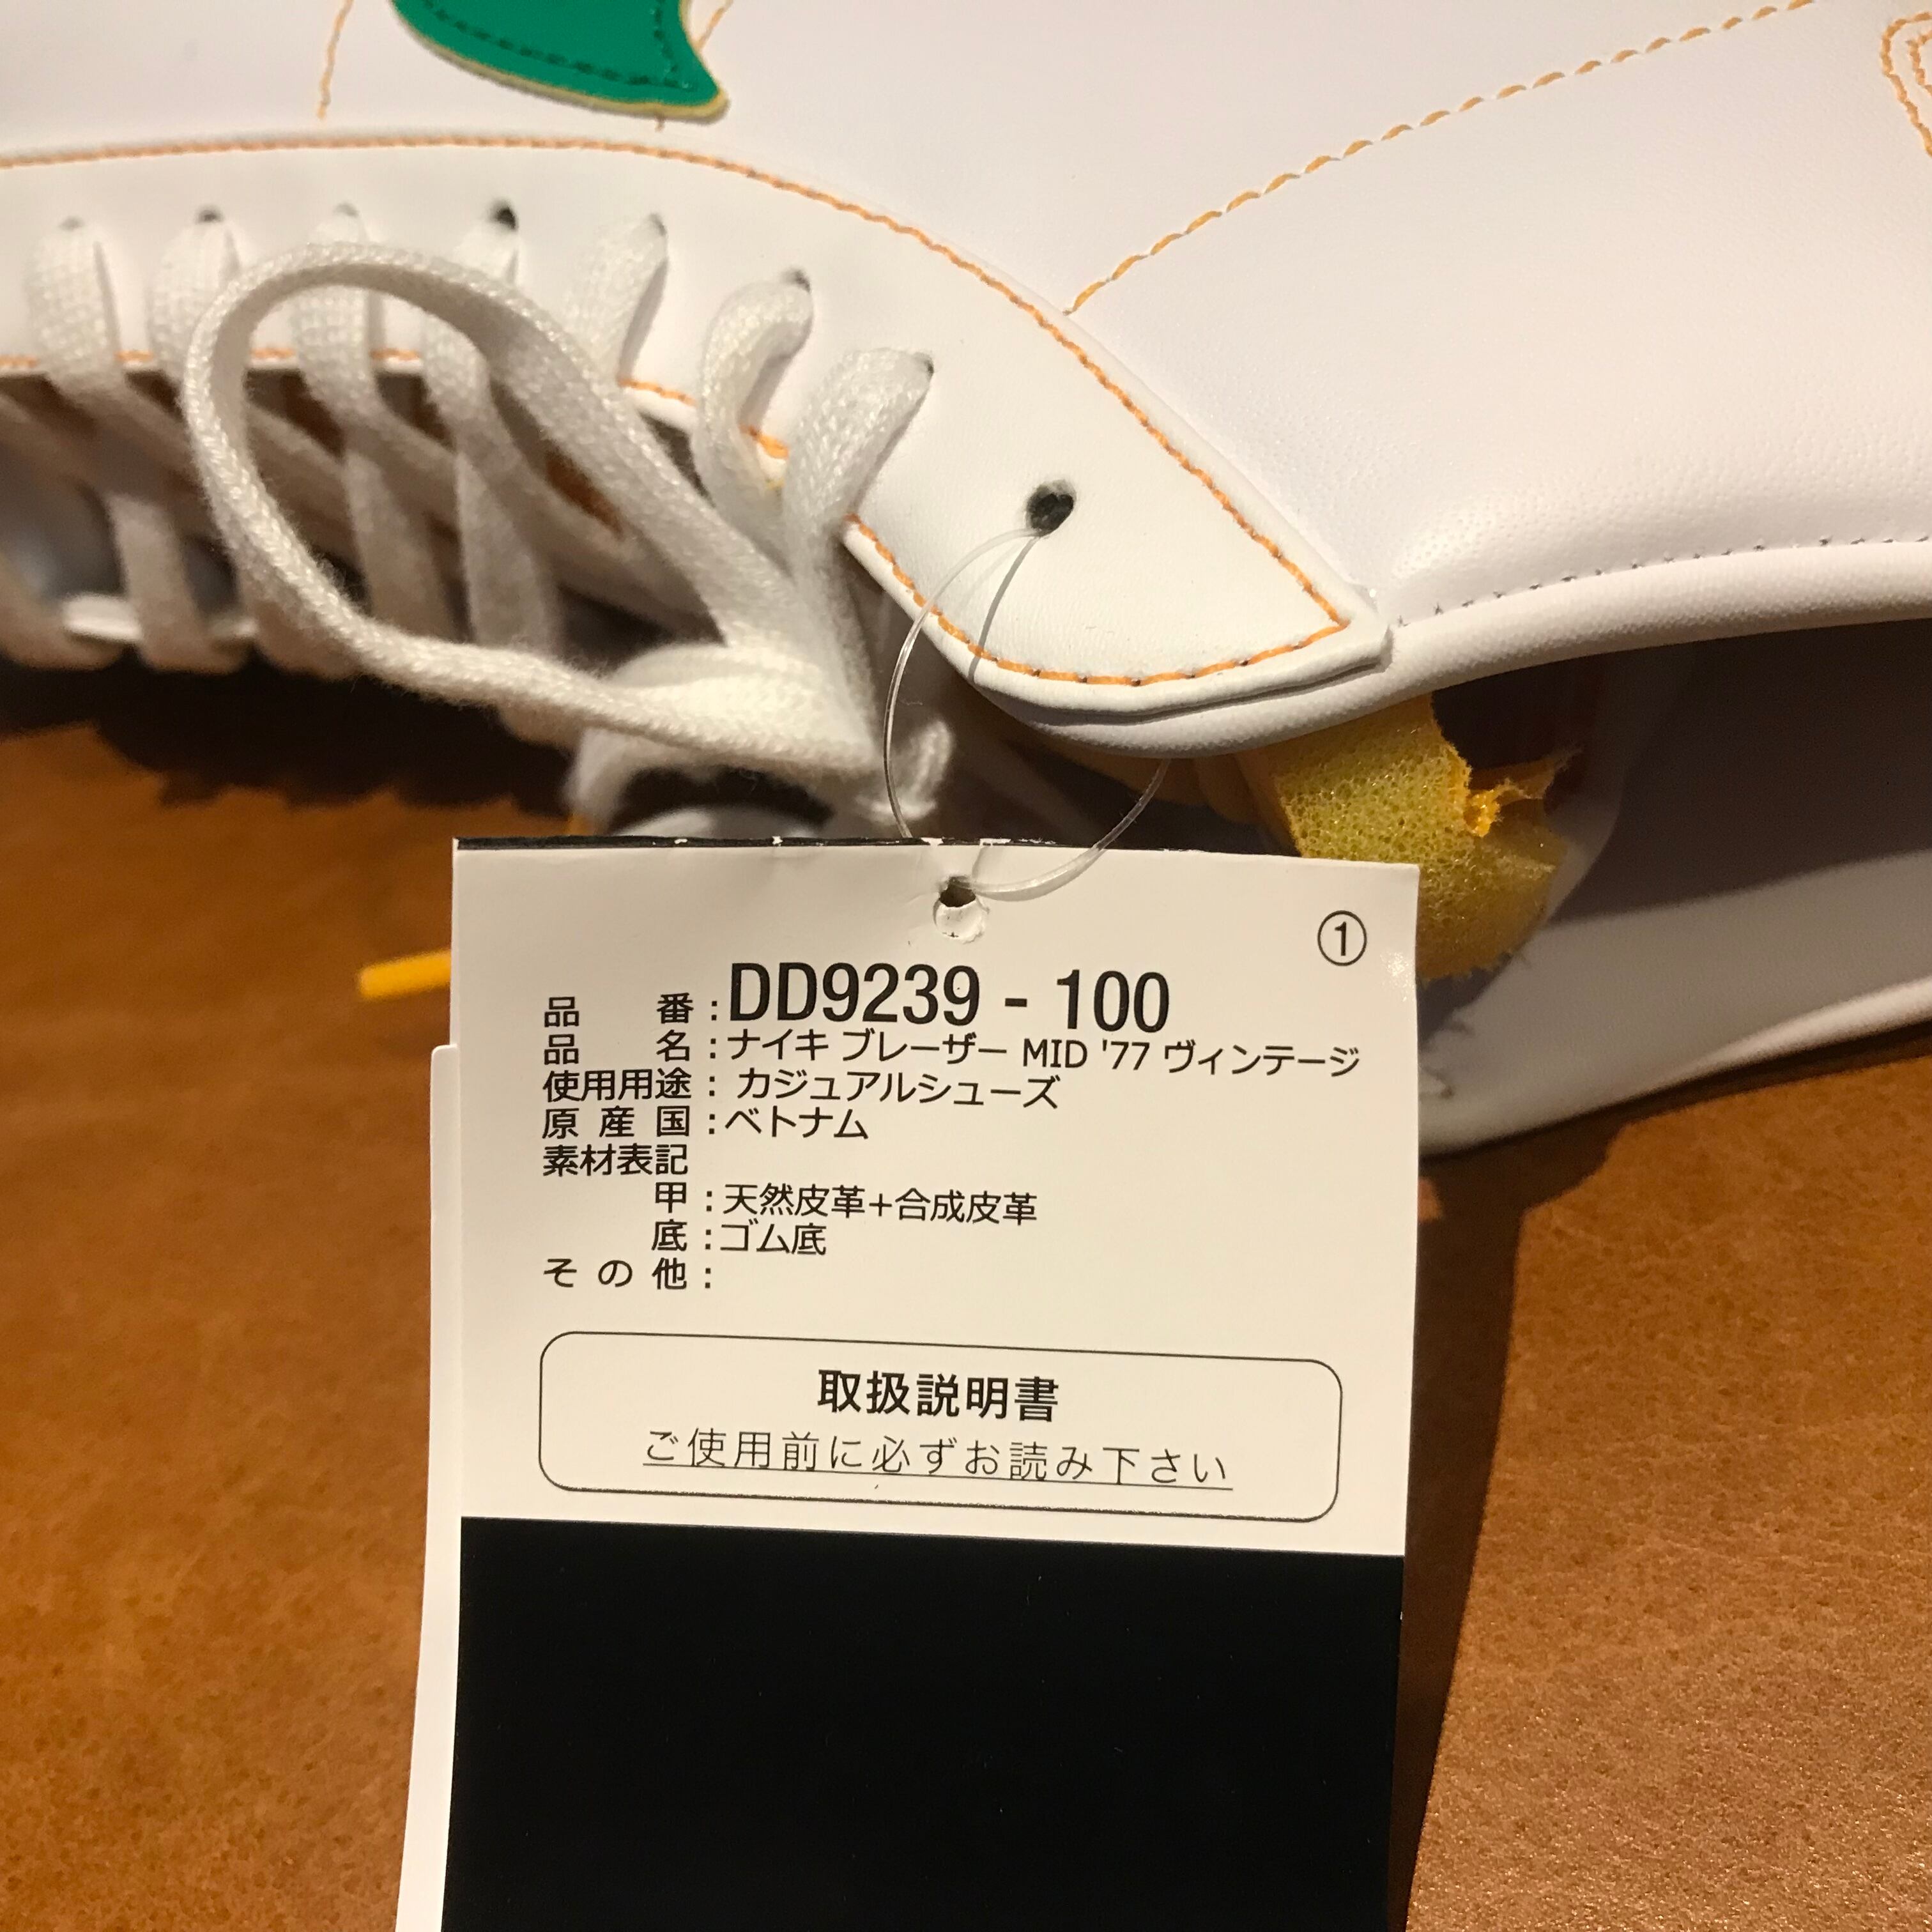 ①
品 番:DD9239 - 100
品 名:ナイキ ブレーザー MID '77 ヴィンテージ
使用用途: カジュアルシューズ
原 産 国:ベトナム
素材表記
甲:天然皮革+合成皮革
底:ゴム底
そ の 他:
取扱説明書
ご使用前に必ずお読み下さい